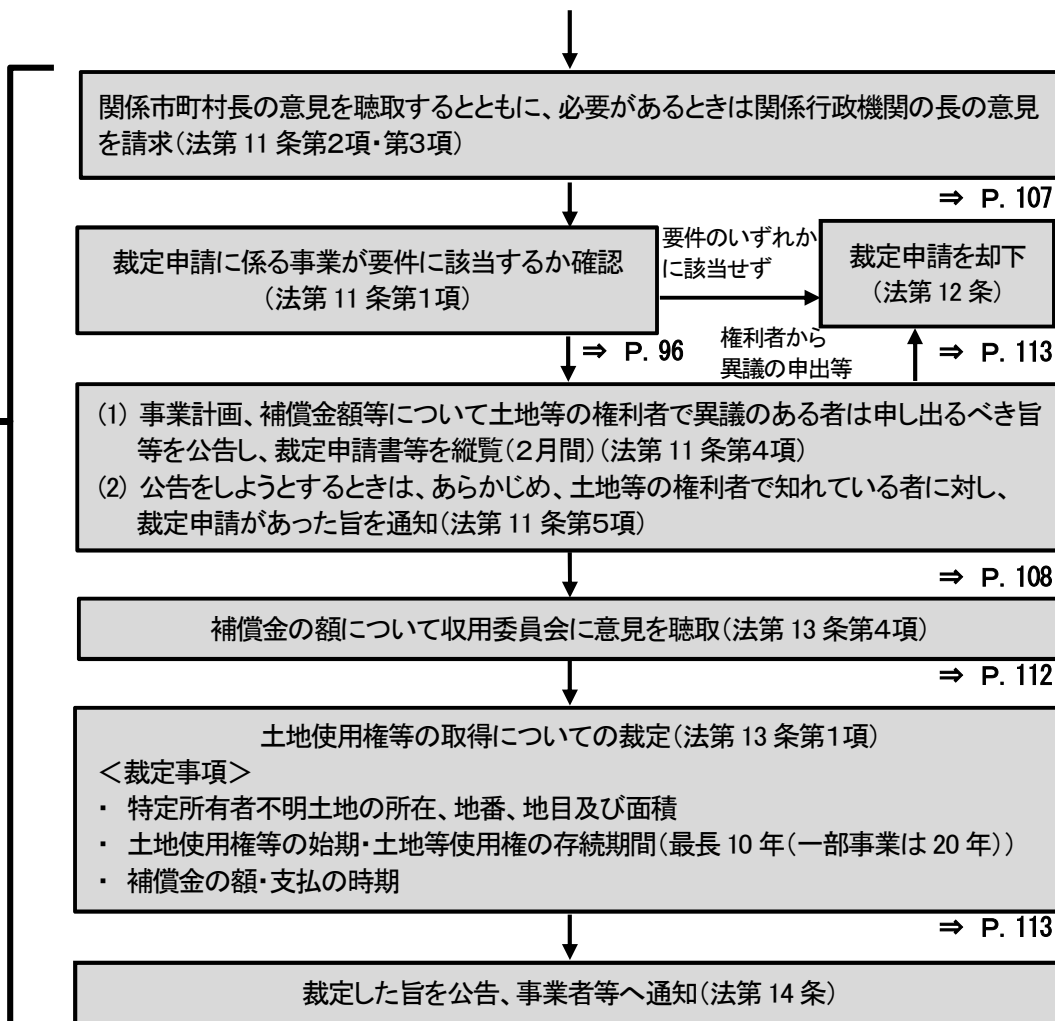 関係市町村長の意見を聴取するとともに、必要があるときは関係行政機関の長の意見
を請求(法第11条第2項・第3項)
⇒ P. 107
裁定申請に係る事業が要件に該当するか確認
(法第11条第1項)
要件のいずれか
に該当せず
裁定申請を却下
(法第12条)
⇒ P. 96
権利者から
異議の申出等
⇒ P. 113
(1) 事業計画、補償金額等について土地等の権利者で異議のある者は申し出るべき旨
等を公告し、裁定申請書等を縦覧(2月間)(法第11条第4項)
(2) 公告をしようとするときは、あらかじめ、土地等の権利者で知れている者に対し、
裁定申請があった旨を通知(法第11条第5項)
⇒ P. 108
補償金の額について収用委員会に意見を聴取(法第13条第4項)
⇒ P. 112
土地使用権等の取得についての裁定(法第13条第1項)
<裁定事項>
・ 特定所有者不明土地の所在、地番、地目及び面積
・ 土地使用権等の始期・土地等使用権の存続期間(最長10年(一部事業は20年))
・ 補償金の額・支払の時期
⇒ P. 113
裁定した旨を公告、事業者等へ通知(法第14条)